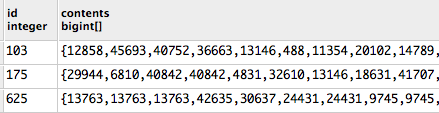 id contents
integer bigint[]
103 {12858,45693,40752,36663,13146,488,11354,20102,14789,
175 {29944,6810,40842,40842,4831,32610,13146,18631,41707,
625 {13763,13763,13763,42635,30637,24431,24431,9745,9745,